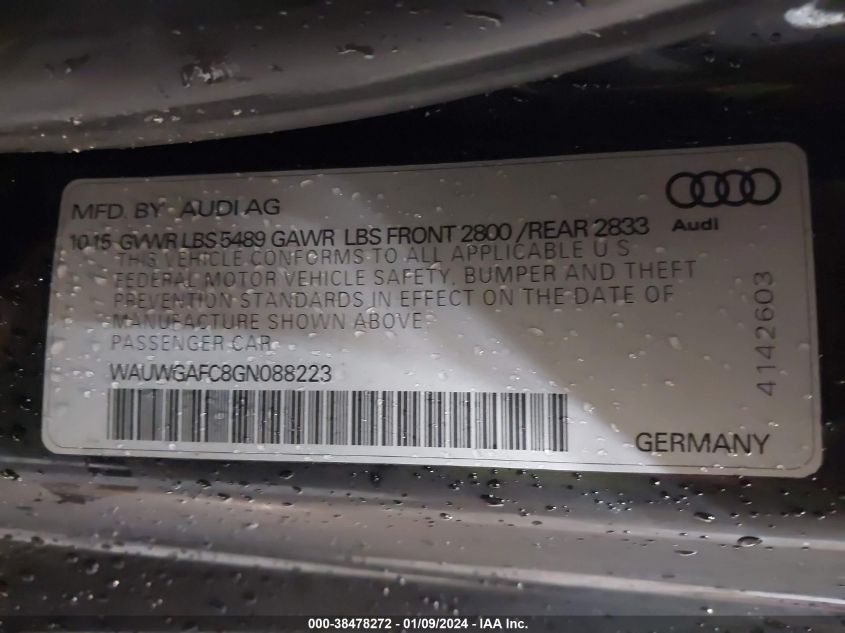 MFD. BY AUDI AG
Audi
10 15 GVWR LBS 5489 GAWR LBS FRONT 2800 /REAR 2833
THIS VEHICLE CONFORMS TO ALL APPLICABLE U S
FEDERAL MOTOR VEHICLE SAFETY, BUMPER AND THEFT
PREVENTION STANDARDS IN EFFECT ON THE DATE OF
MANUFACTURE SHOWN ABOVE
PASSENGER CAR
WAUWGAFC8GN088223
4142603
GERMANY
000-38478272 - 01/09/2024 - IAA Inc.